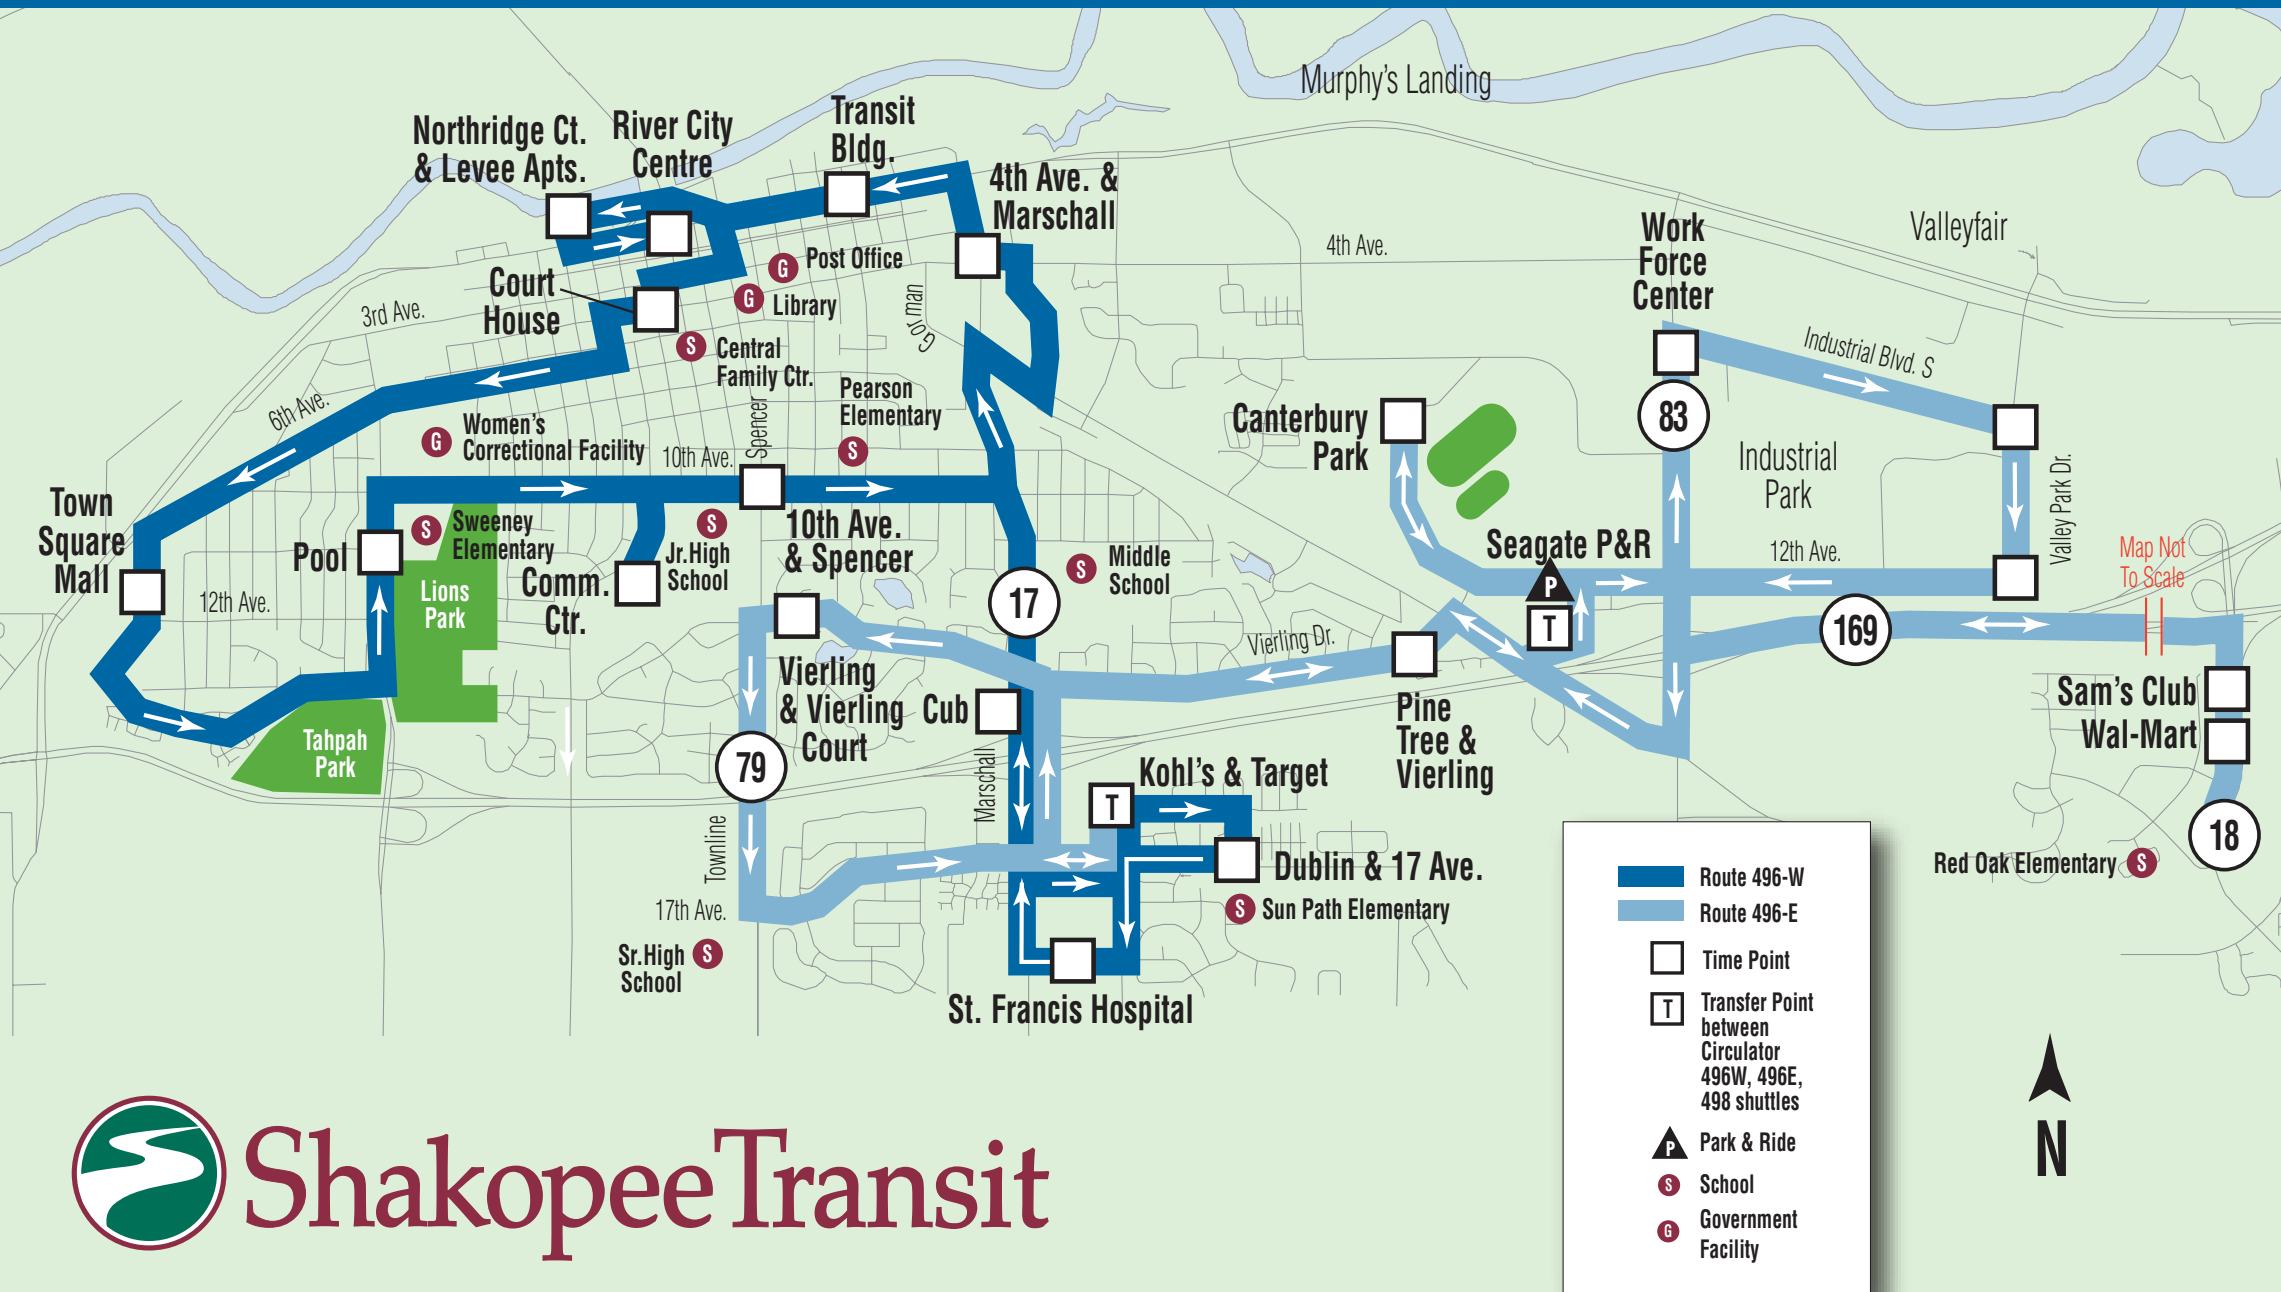 Murphy's Landing
Transit
Bldg.
River City
Centre
Northridge Ct.
& Levee Apts.
4th Ave. &
Marschall
Work
Force
Center
Valleyfair
4th Ave.
Post Office
Library
G
G
Court
House
3rd Ave.
Gorman
S
Central
Family Ctr.
Industrial Blvd. S
Pearson
Elementary
S
6th Ave.
Women's
Correctional Facility
G
10th Ave.
Spencer
Canterbury
Park
83
Industrial
Park
Valley Park Dr.
Town
Square
Mall
Pool
S
Sweeney
Elementary
S
Jr.High
School
10th Ave.
& Spencer
Seagate P&R
P
T
12th Ave.
Map Not
To Scale
Middle
School
S
Comm.
Ctr.
Lions
Park
12th Ave.
17
169
Vierling Dr.
Vierling
& Vierling
Court
Cub
Pine
Tree &
Vierling
Sam's Club
Wal-Mart
Tahpah
Park
79
Marschall
Kohl's & Target
T
18
Townline
Dublin & 17 Ave.
Red Oak Elementary
S
17th Ave.
S
Sun Path Elementary
Sr.High
School
S
St. Francis Hospital
Route 496-W
Route 496-E
Time Point
T
Transfer Point
between
Circulator
496W, 496E,
498 shuttles
P
Park & Ride
S
School
G
Government
Facility
N
Shakopee Transit